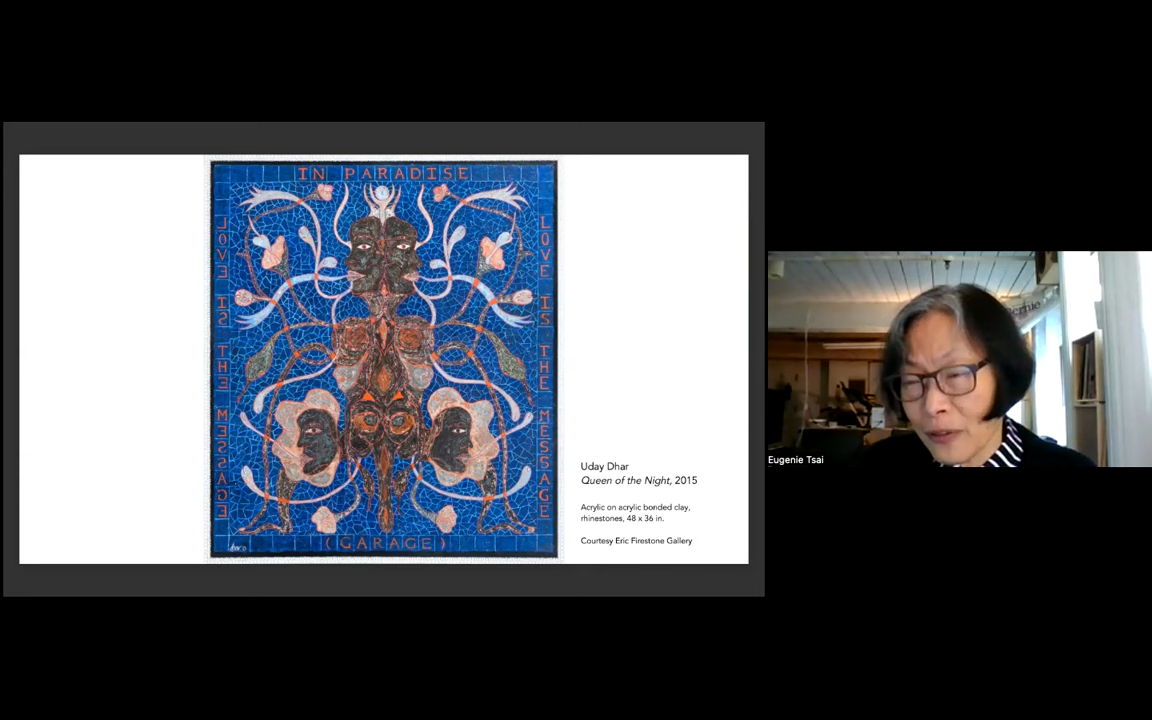 IN PARADISE
LOVE IS THE MESSAGE
LOVE IS THE MESSAGE
(GARAGE)
Uday Dhar
Queen of the Night, 2015
Acrylic on acrylic bonded clay,
rhinestones, 48 x 36 in.
Courtesy Eric Firestone Gallery
Eugenie Tsai